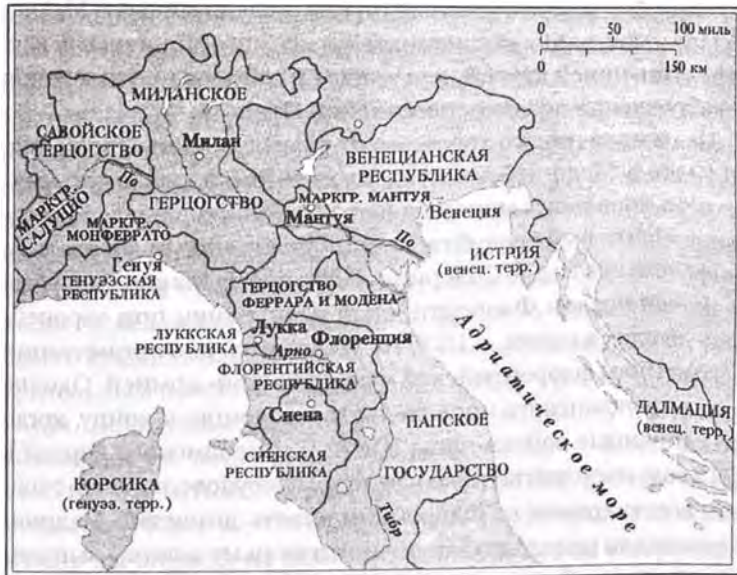 0 50 100 миль
0 150 км
МИЛАНСКОЕ
САВОЙСКОЕ
ГЕРЦОГСТВО
Милан
ВЕНЕЦИАНСКАЯ
РЕСПУБЛИКА
МАРКГР.
САЛУЦЦО
По
ГЕРЦОГСТВО
МАРКГР. МАНТУЯ
Мантуя
Венеция
МАРКГР.
МОНФЕРРАТО
По
ИСТРИЯ
(венец. терр.)
Генуя
ГЕНУЭЗСКАЯ
РЕСПУБЛИКА
ГЕРЦОГСТВО
ФЕРРАРА И МОДЕНА
ЛУККСКАЯ
РЕСПУБЛИКА
Лукка
Флоренция
Арно
ФЛОРЕНТИЙСКАЯ
РЕСПУБЛИКА
Адриатическое море
Сиена
ПАПСКОЕ
ДАЛМАЦИЯ
(венец. терр.)
СИЕНСКАЯ
РЕСПУБЛИКА
ГОСУДАРСТВО
КОРСИКА
(генуэз. терр.)
Тибр